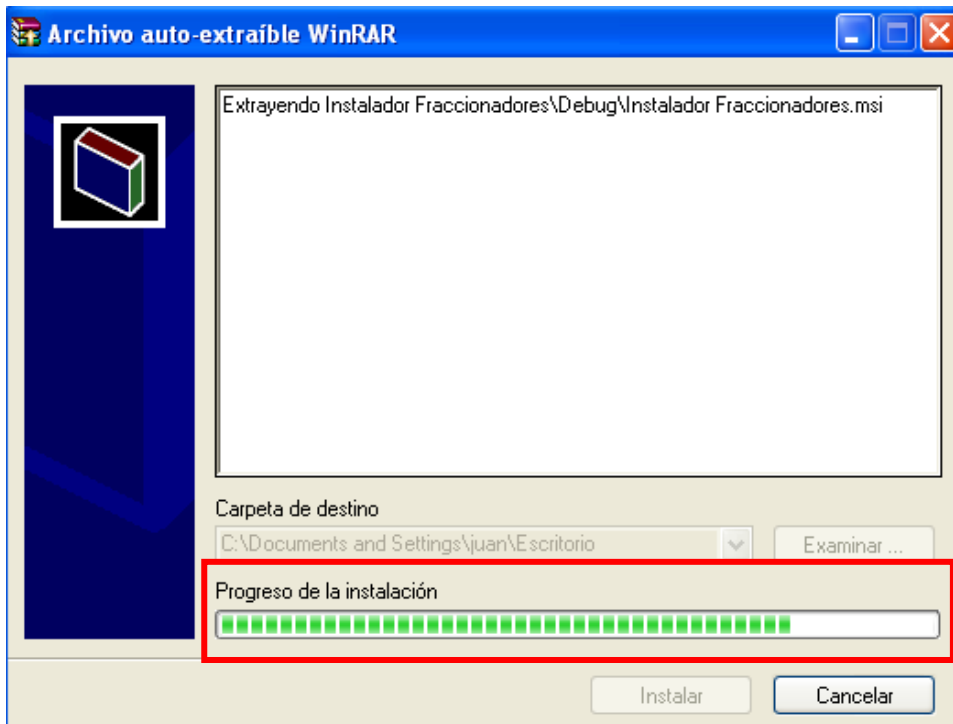 Archivo auto-extraíble WinRAR
Extrayendo Instalador Fraccionadores\Debug\Instalador Fraccionadores.msi
Carpeta de destino
C:\Documents and Settings\juan\Escritorio
Examinar ...
Progreso de la instalación
Instalar
Cancelar